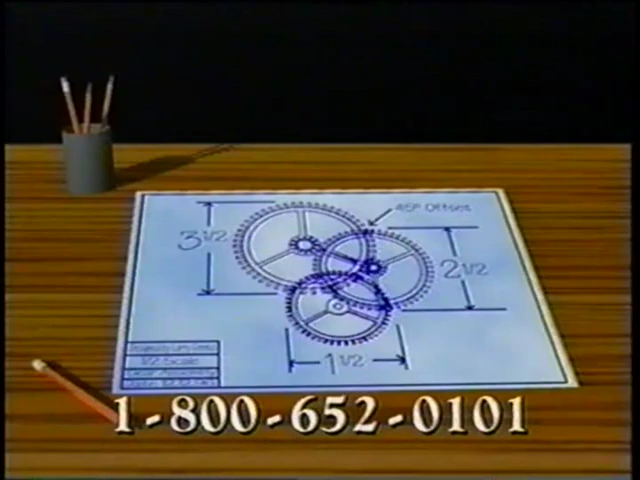 45° Offset
3 1/2
2 1/2
1 1/2
1/2 Scale
1-800-652-0101